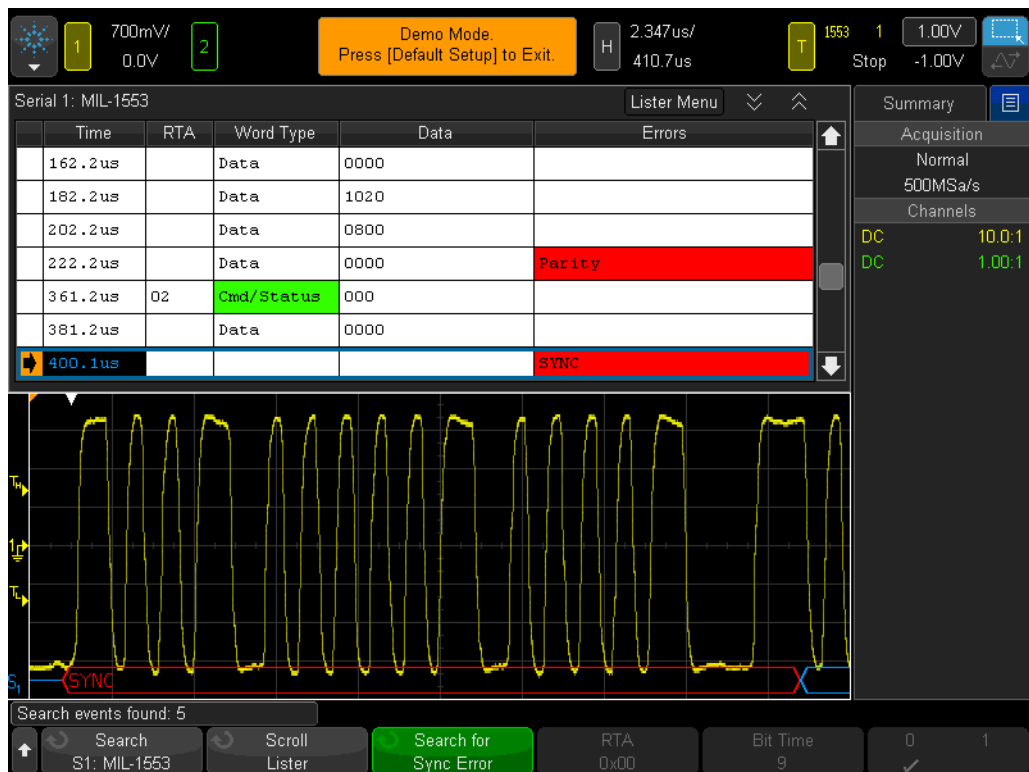 1 700mV/ 2 Demo Mode. H 2.347us/ T 1553 1 1.00V
0.0V Press [Default Setup] to Exit. 410.7us Stop -1.00V
Serial 1: MIL-1553 Lister Menu Summary
Time RTA Word Type Data Errors Acquisition
162.2us Data 0000 Normal
182.2us Data 1020 500MSa/s
Channels
202.2us Data 0800 DC 10.0:1
222.2us Data 0000 Parity DC 1.00:1
361.2us 02 Cmd/Status 000
381.2us Data 0000
400.1us SYNC
TH
1
TL
S1 SYNC
Search events found: 5
Search Scroll Search for RTA Bit Time 0 1
S1: MIL-1553 Lister Sync Error 0x00 9